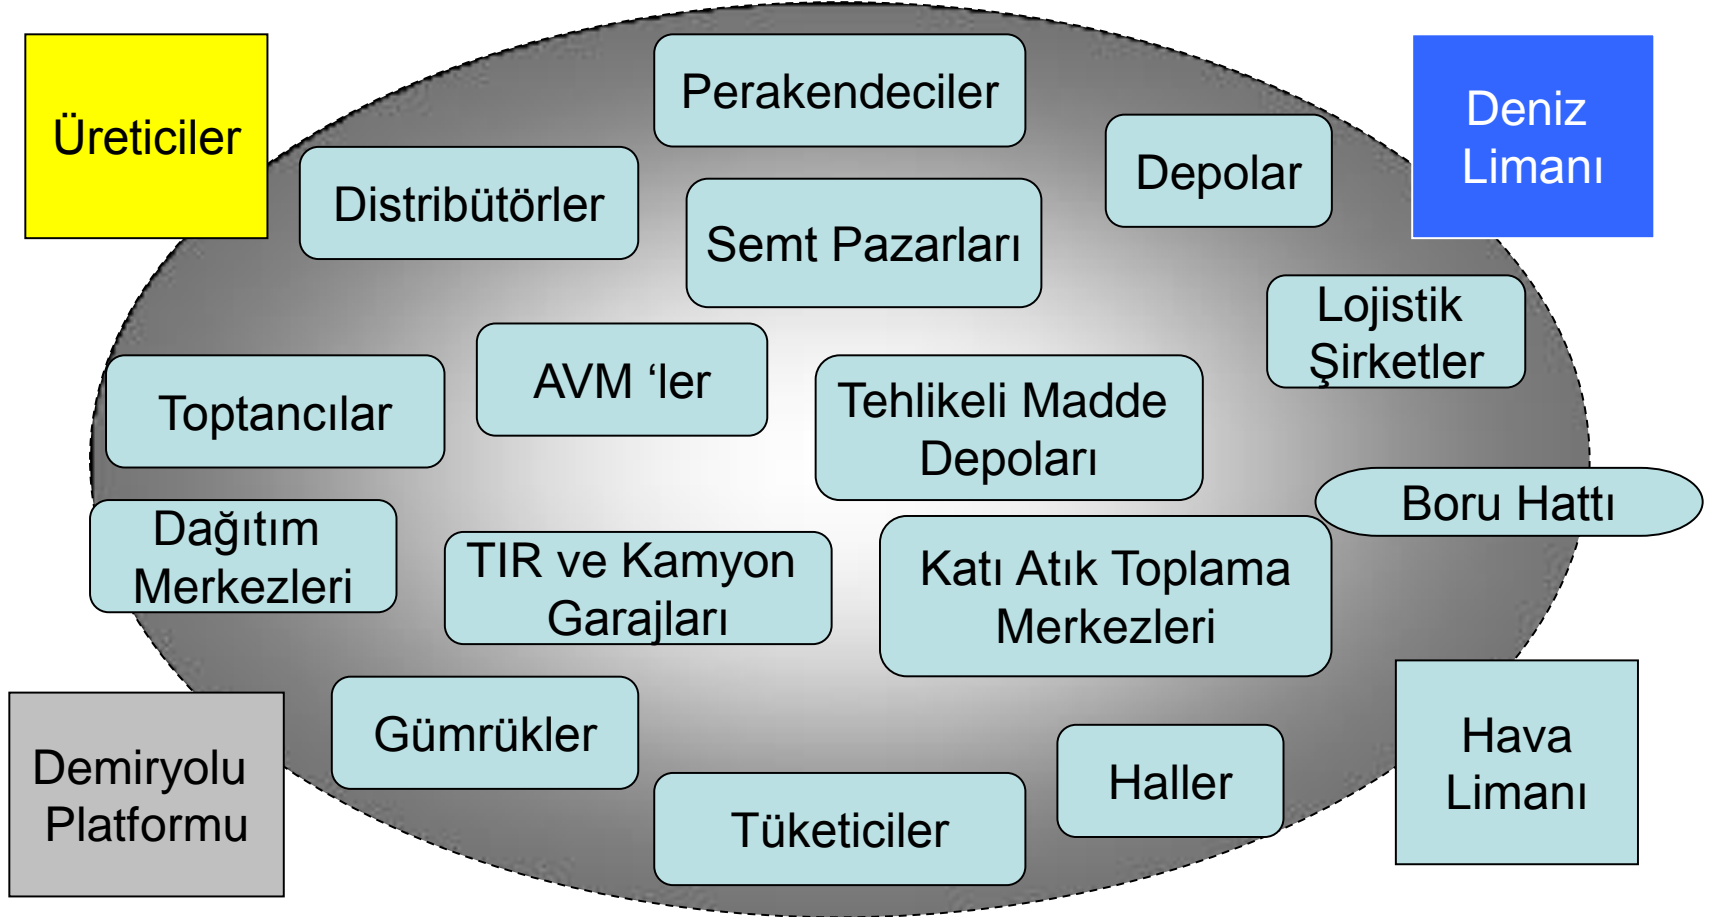 Üreticiler
Perakendeciler
Deniz
Limanı
Distribütörler
Depolar
Semt Pazarları
Lojistik
Şirketler
Toptancılar
AVM ‘ler
Tehlikeli Madde
Depoları
Boru Hattı
Dağıtım
Merkezleri
TIR ve Kamyon
Garajları
Katı Atık Toplama
Merkezleri
Gümrükler
Hava
Limanı
Demiryolu
Platformu
Haller
Tüketiciler